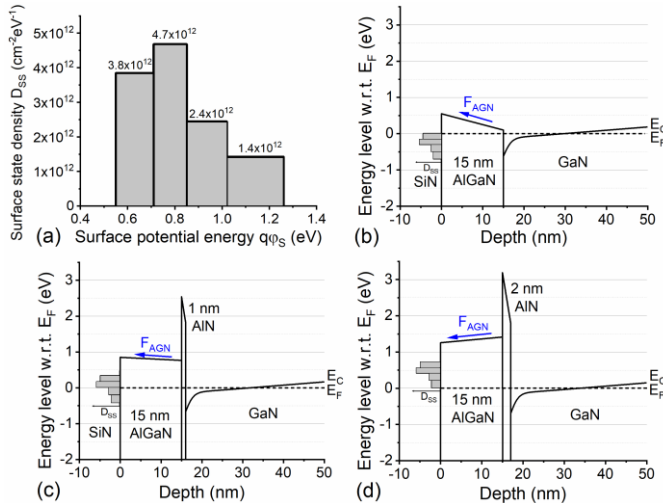 Surface state density D_SS (cm⁻²eV⁻¹)
5x10¹²
4x10¹²
3x10¹²
2x10¹²
1x10¹²
0
3.8x10¹²
4.7x10¹²
2.4x10¹²
1.4x10¹²
0.4 0.6 0.8 1.0 1.2 1.4
(a) Surface potential energy qφ_S (eV)
Energy level w.r.t. E_F (eV)
3
2
1
0
-1
-2
F_AGN
E_C
E_F
D_SS
SiN
15 nm
AlGaN
GaN
-10 0 10 20 30 40 50
(b) Depth (nm)
Energy level w.r.t. E_F (eV)
3
2
1
0
-1
-2
1 nm
AlN
F_AGN
E_C
E_F
D_SS
SiN
15 nm
AlGaN
GaN
-10 0 10 20 30 40 50
(c) Depth (nm)
Energy level w.r.t. E_F (eV)
3
2
1
0
-1
-2
2 nm
AlN
F_AGN
E_C
E_F
D_SS
SiN
15 nm
AlGaN
GaN
-10 0 10 20 30 40 50
(d) Depth (nm)